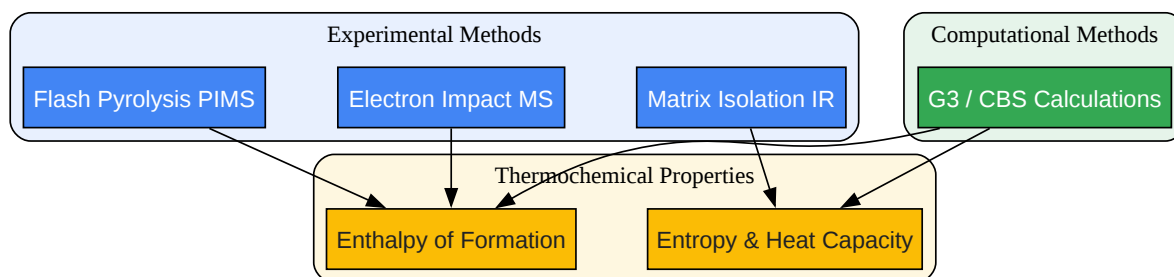 Experimental Methods
Computational Methods
Flash Pyrolysis PIMS
Electron Impact MS
Matrix Isolation IR
G3 / CBS Calculations
Thermochemical Properties
Enthalpy of Formation
Entropy & Heat Capacity